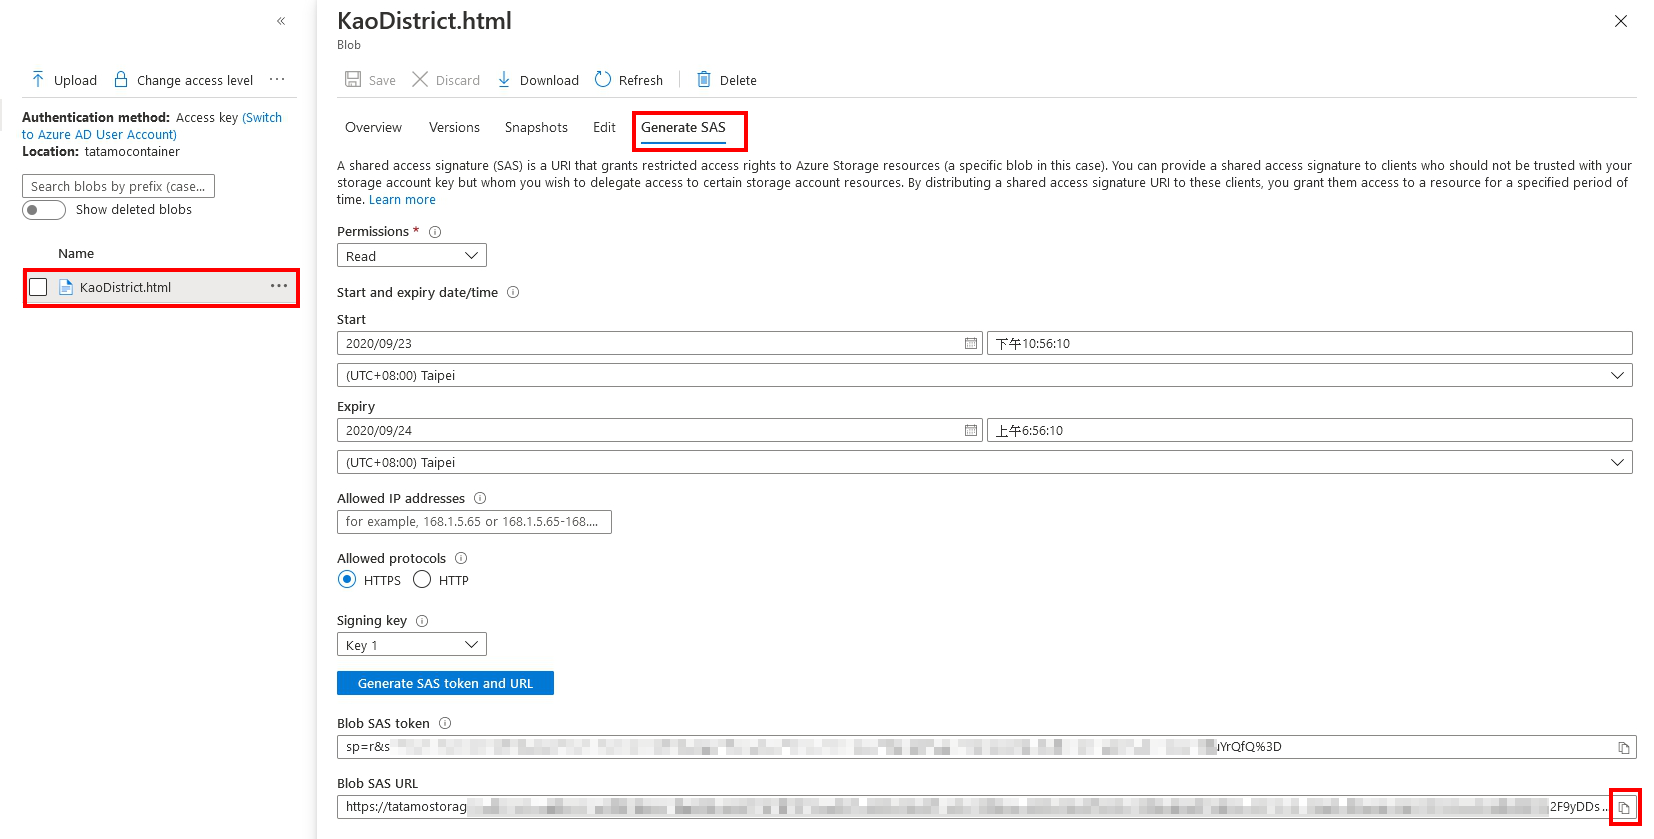 «
Upload Change access level ...
Authentication method: Access key (Switch
to Azure AD User Account)
Location: tatamocontainer
Search blobs by prefix (case...
Show deleted blobs
Name
KaoDistrict.html ...
KaoDistrict.html
Blob
Save Discard Download Refresh Delete
Overview Versions Snapshots Edit Generate SAS
A shared access signature (SAS) is a URI that grants restricted access rights to Azure Storage resources (a specific blob in this case). You can provide a shared access signature to clients who should not be trusted with your
storage account key but whom you wish to delegate access to certain storage account resources. By distributing a shared access signature URI to these clients, you grant them access to a resource for a specified period of
time. Learn more
Permissions *
Read
Start and expiry date/time
Start
2020/09/23 下午10:56:10
(UTC+08:00) Taipei
Expiry
2020/09/24 上午6:56:10
(UTC+08:00) Taipei
Allowed IP addresses
for example, 168.1.5.65 or 168.1.5.65-168....
Allowed protocols
HTTPS HTTP
Signing key
Key 1
Generate SAS token and URL
Blob SAS token
sp=r&s YrQfQ%3D
Blob SAS URL
https://tatamostorag 2F9yDDs...